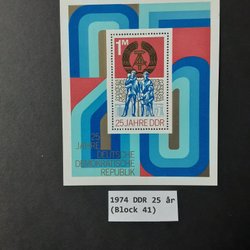 1M
25 JAHRE DDR
25
JAHRE
DEUTSCHE
DEMOKRATISCHE
REPUBLIK
1974 DDR 25 år
(Block 41)